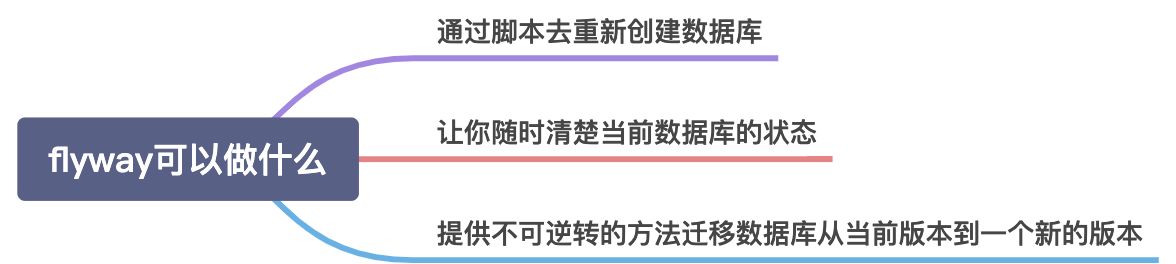 通过脚本去重新创建数据库
让你随时清楚当前数据库的状态
flyway可以做什么
提供不可逆转的方法迁移数据库从当前版本到一个新的版本